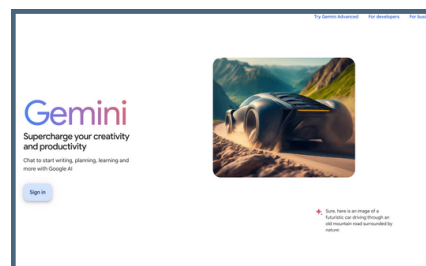 Try Gemini Advanced For developers For busi
Gemini
Supercharge your creativity
and productivity
Chat to start writing, planning, learning and
more with Google AI
Sign in
Sure, here is an image of a
futuristic car driving through an
old mountain road surrounded by
nature: